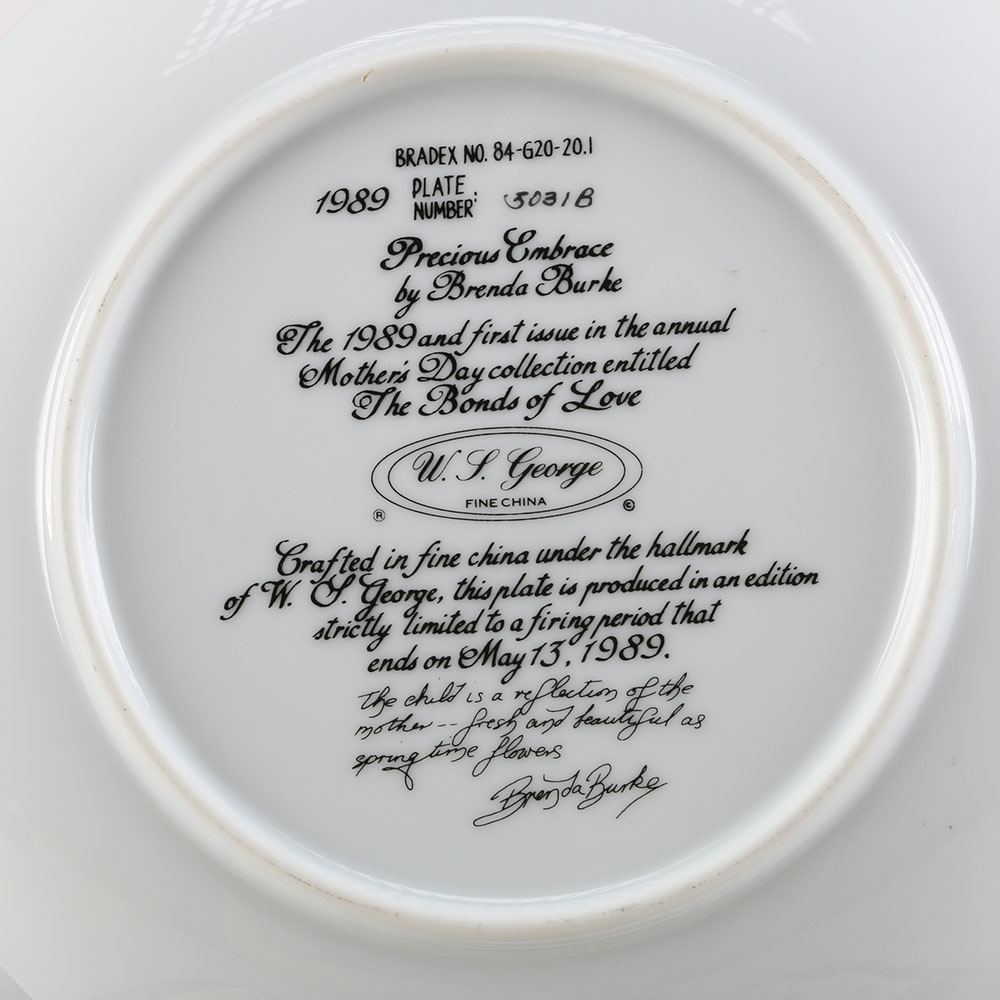 BRADEX NO. 84-G20-20.1
1989 PLATE NUMBER: 5031B
Precious Embrace
by Brenda Burke
The 1989 and first issue in the annual
Mother's Day collection entitled
The Bonds of Love
W. S. George
FINE CHINA
® ©
Crafted in fine china under the hallmark
of W. S. George, this plate is produced in an edition
strictly limited to a firing period that
ends on May 13, 1989.
the child is a reflection of the
mother -- fresh and beautiful as
springtime flowers
Brenda Burke